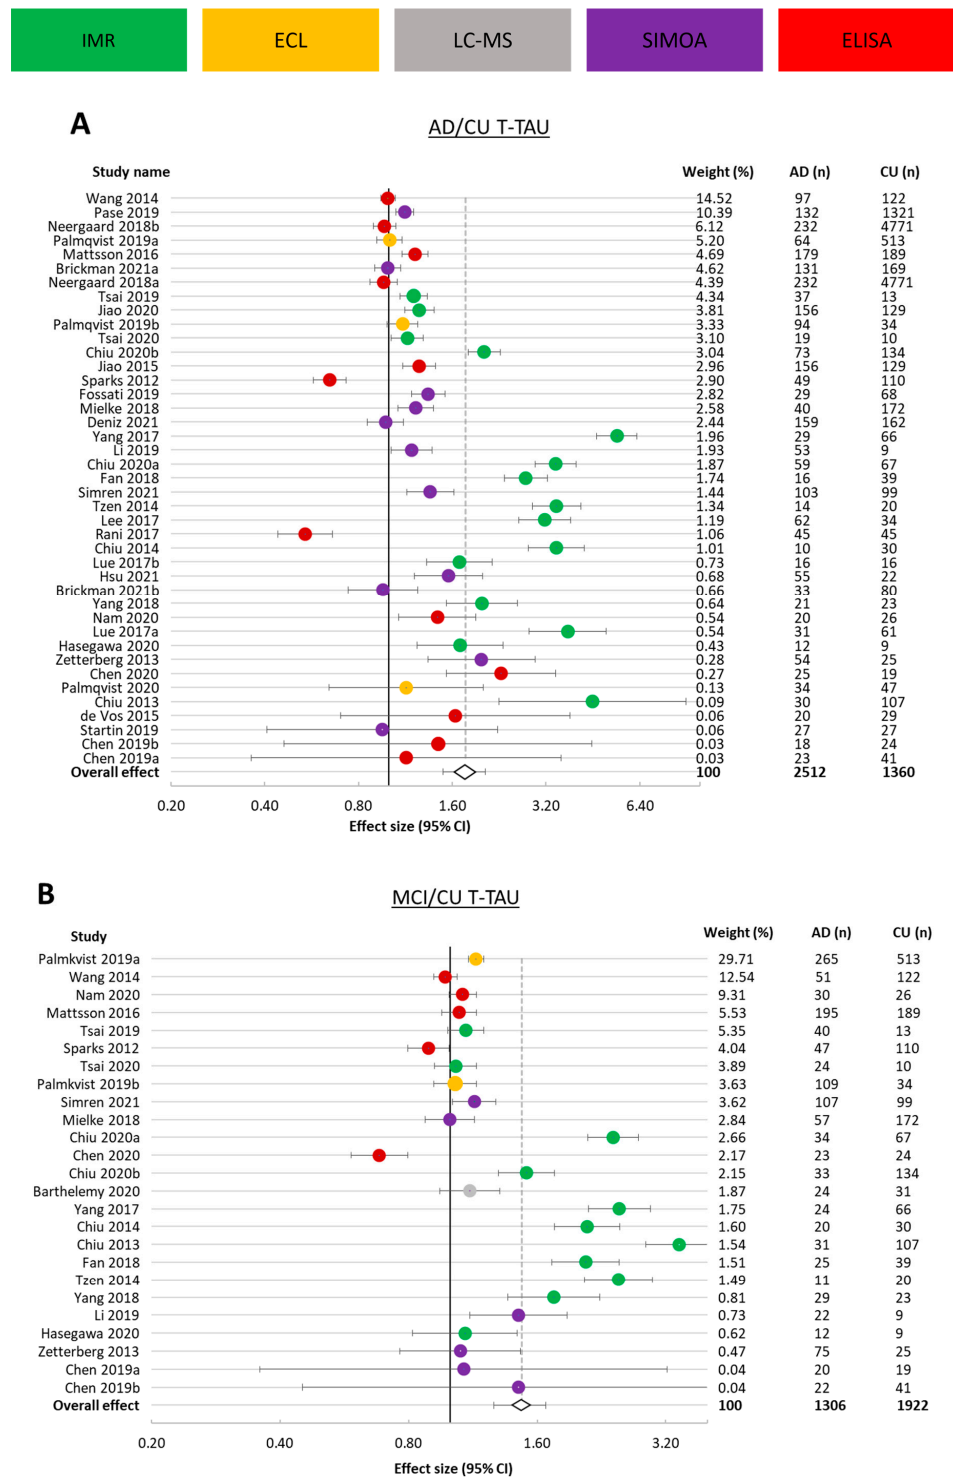 IMR ECL LC-MS SIMOA ELISA
A
AD/CU T-TAU
Study name Weight (%) AD (n) CU (n)
Wang 2014 14.52 97 122
Pase 2019 10.39 132 1321
Neergaard 2018b 6.12 232 4771
Palmqvist 2019a 5.20 64 513
Mattsson 2016 4.69 179 189
Brickman 2021a 4.62 131 169
Neergaard 2018a 4.39 232 4771
Tsai 2019 4.34 37 13
Jiao 2020 3.81 156 129
Palmqvist 2019b 3.33 94 34
Tsai 2020 3.10 19 10
Chiu 2020b 3.04 73 134
Jiao 2015 2.96 156 129
Sparks 2012 2.90 49 110
Fossati 2019 2.82 29 68
Mielke 2018 2.58 40 172
Deniz 2021 2.44 159 162
Yang 2017 1.96 29 66
Li 2019 1.93 53 9
Chiu 2020a 1.87 59 67
Fan 2018 1.74 16 39
Simren 2021 1.44 103 99
Tzen 2014 1.34 14 20
Lee 2017 1.19 62 34
Rani 2017 1.06 45 45
Chiu 2014 1.01 10 30
Lue 2017b 0.73 16 16
Hsu 2021 0.68 55 22
Brickman 2021b 0.66 33 80
Yang 2018 0.64 21 23
Nam 2020 0.54 20 26
Lue 2017a 0.54 31 61
Hasegawa 2020 0.43 12 9
Zetterberg 2013 0.28 54 25
Chen 2020 0.27 25 19
Palmqvist 2020 0.13 34 47
Chiu 2013 0.09 30 107
de Vos 2015 0.06 20 29
Startin 2019 0.06 27 27
Chen 2019b 0.03 18 24
Chen 2019a 0.03 23 41
Overall effect 100 2512 1360
0.20 0.40 0.80 1.60 3.20 6.40
Effect size (95% CI)
B
MCI/CU T-TAU
Study Weight (%) AD (n) CU (n)
Palmkvist 2019a 29.71 265 513
Wang 2014 12.54 51 122
Nam 2020 9.31 30 26
Mattsson 2016 5.53 195 189
Tsai 2019 5.35 40 13
Sparks 2012 4.04 47 110
Tsai 2020 3.89 24 10
Palmkvist 2019b 3.63 109 34
Simren 2021 3.62 107 99
Mielke 2018 2.84 57 172
Chiu 2020a 2.66 34 67
Chen 2020 2.17 23 24
Chiu 2020b 2.15 33 134
Barthelemy 2020 1.87 24 31
Yang 2017 1.75 24 66
Chiu 2014 1.60 20 30
Chiu 2013 1.54 31 107
Fan 2018 1.51 25 39
Tzen 2014 1.49 11 20
Yang 2018 0.81 29 23
Li 2019 0.73 22 9
Hasegawa 2020 0.62 12 9
Zetterberg 2013 0.47 75 25
Chen 2019a 0.04 20 19
Chen 2019b 0.04 22 41
Overall effect 100 1306 1922
0.20 0.40 0.80 1.60 3.20
Effect size (95% CI)